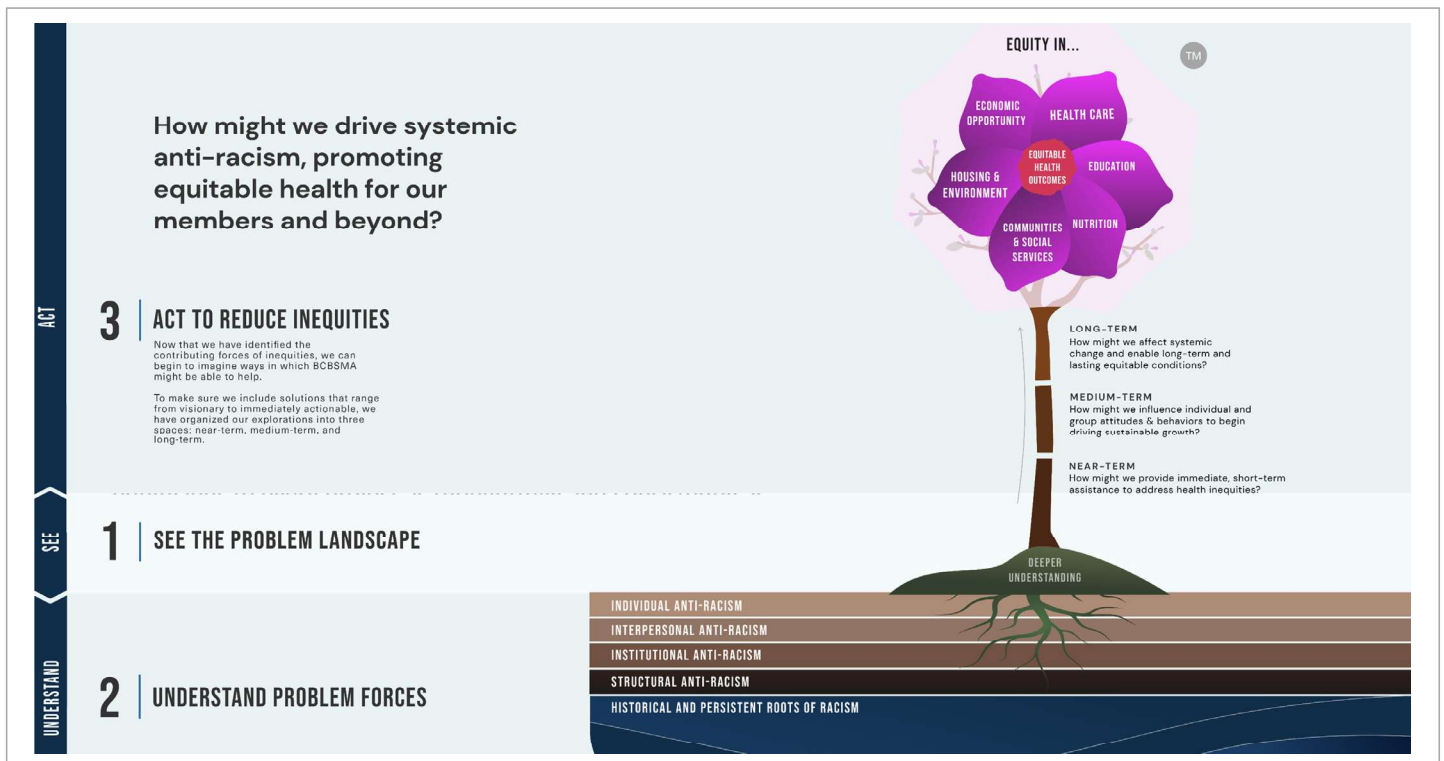 EQUITY IN...
TM
How might we drive systemic
anti-racism, promoting
equitable health for our
members and beyond?
ECONOMIC
OPPORTUNITY
HEALTH CARE
EQUITABLE
HEALTH
OUTCOMES
EDUCATION
HOUSING &
ENVIRONMENT
COMMUNITIES
& SOCIAL
SERVICES
NUTRITION
ACT
3
ACT TO REDUCE INEQUITIES
Now that we have identified the
contributing forces of inequities, we can
begin to imagine ways in which BCBSMA
might be able to help.
To make sure we include solutions that range
from visionary to immediately actionable, we
have organized our explorations into three
spaces: near-term, medium-term, and
long-term.
LONG-TERM
How might we affect systemic
change and enable long-term and
lasting equitable conditions?
MEDIUM-TERM
How might we influence individual and
group attitudes & behaviors to begin
driving sustainable growth?
NEAR-TERM
How might we provide immediate, short-term
assistance to address health inequities?
SEE
1
SEE THE PROBLEM LANDSCAPE
DEEPER
UNDERSTANDING
UNDERSTAND
2
UNDERSTAND PROBLEM FORCES
INDIVIDUAL ANTI-RACISM
INTERPERSONAL ANTI-RACISM
INSTITUTIONAL ANTI-RACISM
STRUCTURAL ANTI-RACISM
HISTORICAL AND PERSISTENT ROOTS OF RACISM